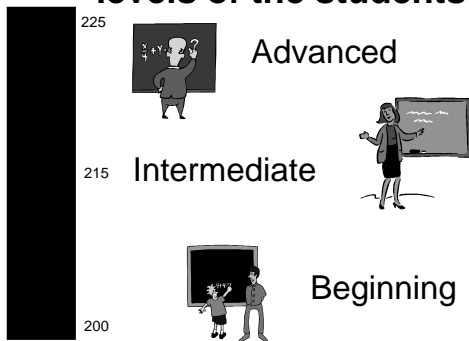 levels of the students
225
Advanced
215
Intermediate
Beginning
200